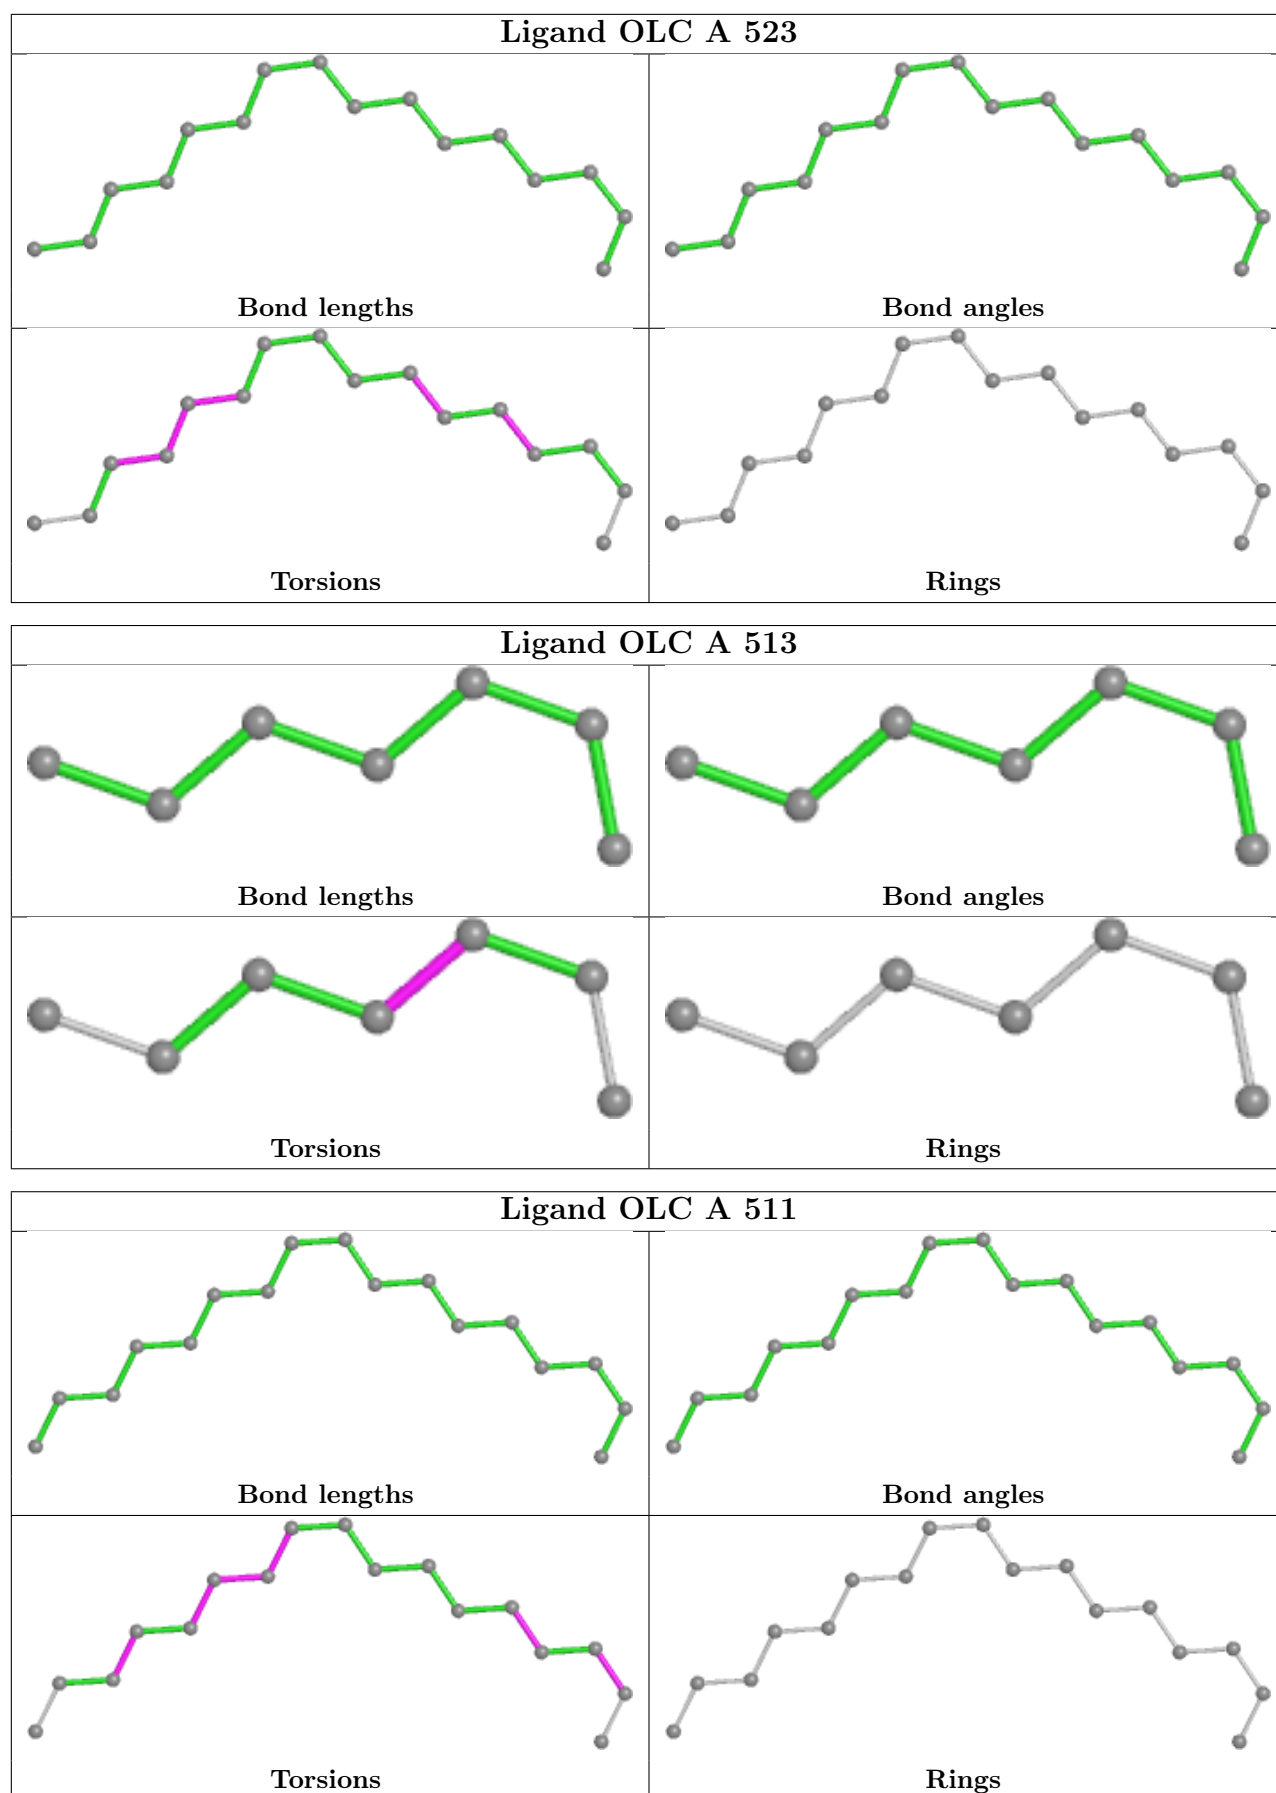 Ligand OLC A 523
Bond lengths
Bond angles
Torsions
Rings
Ligand OLC A 513
Bond lengths
Bond angles
Torsions
Rings
Ligand OLC A 511
Bond lengths
Bond angles
Torsions
Rings